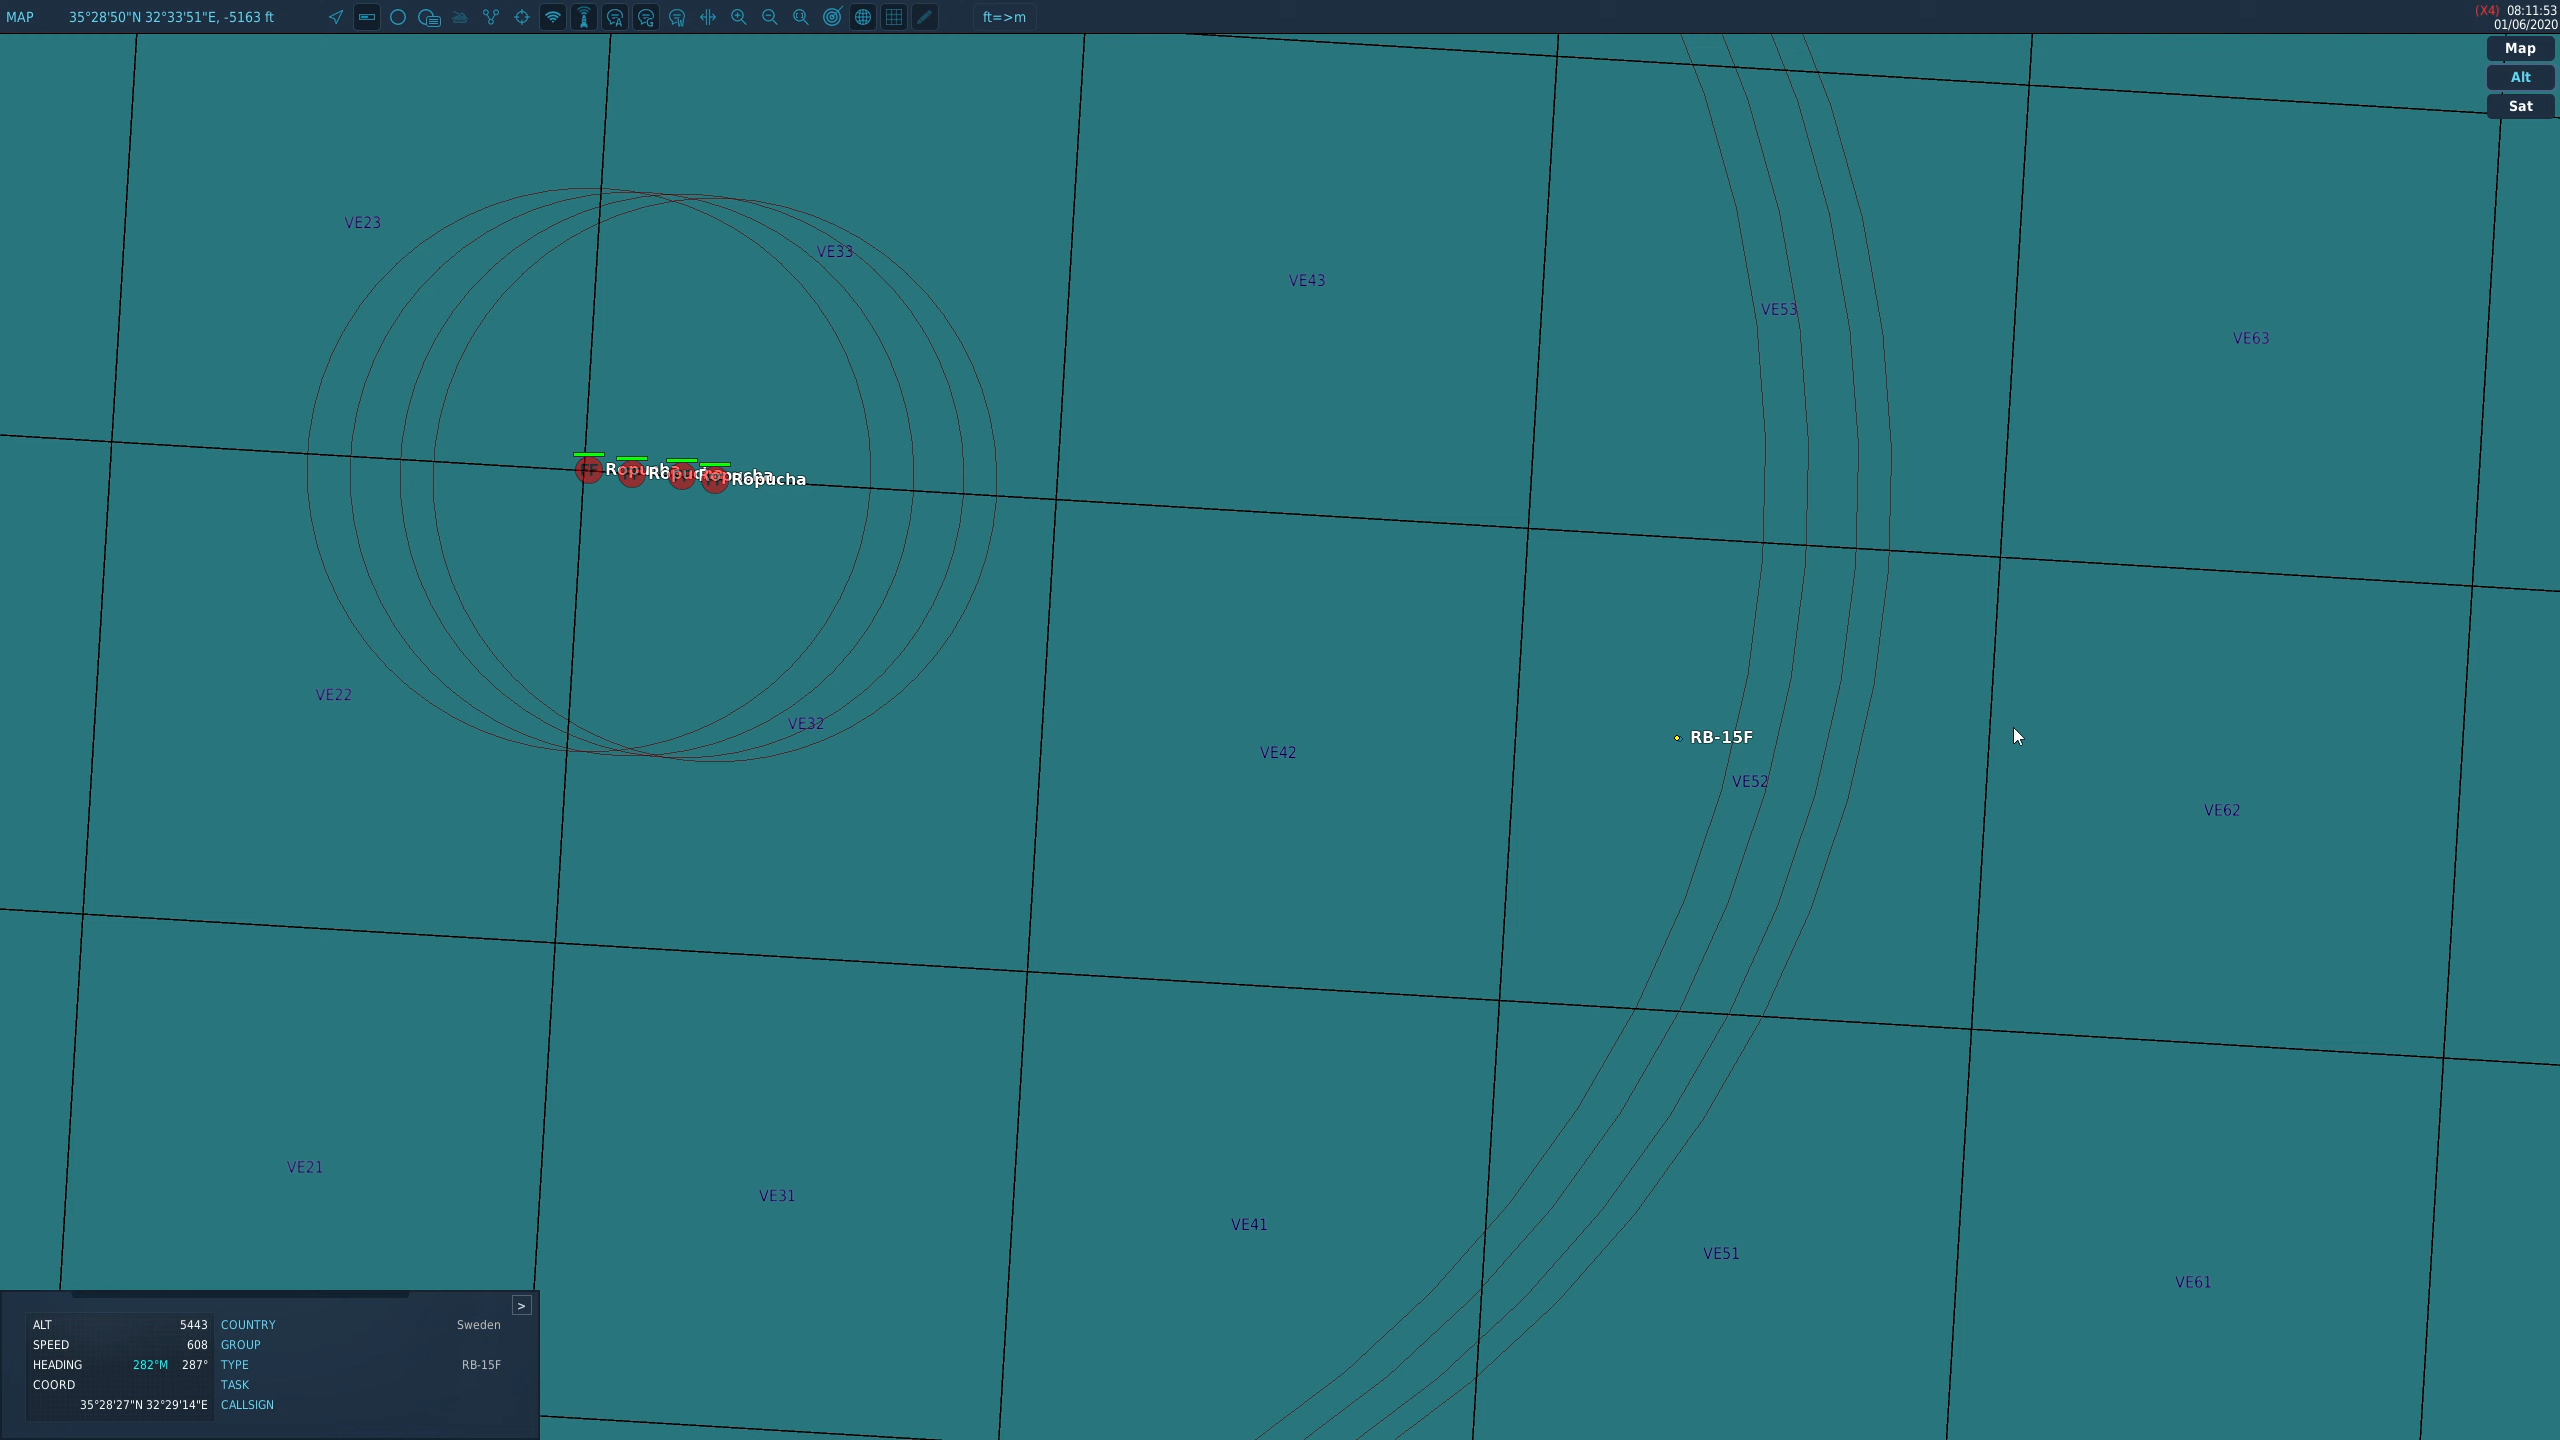 MAP 35°28'50"N 32°33'51"E, -5163 ft ft=>m (X4) 08:11:53
01/06/2020
Map
Alt
Sat
VE23
VE33
VE43
VE53
VE63
Ropucha
Ropucha
RB-15F
VE22
VE32
VE42
VE52
VE62
VE21
VE31
VE41
VE51
VE61
>
ALT 5443 COUNTRY Sweden
SPEED 608 GROUP
HEADING 282°M 287° TYPE RB-15F
COORD TASK
35°28'27"N 32°29'14"E CALLSIGN